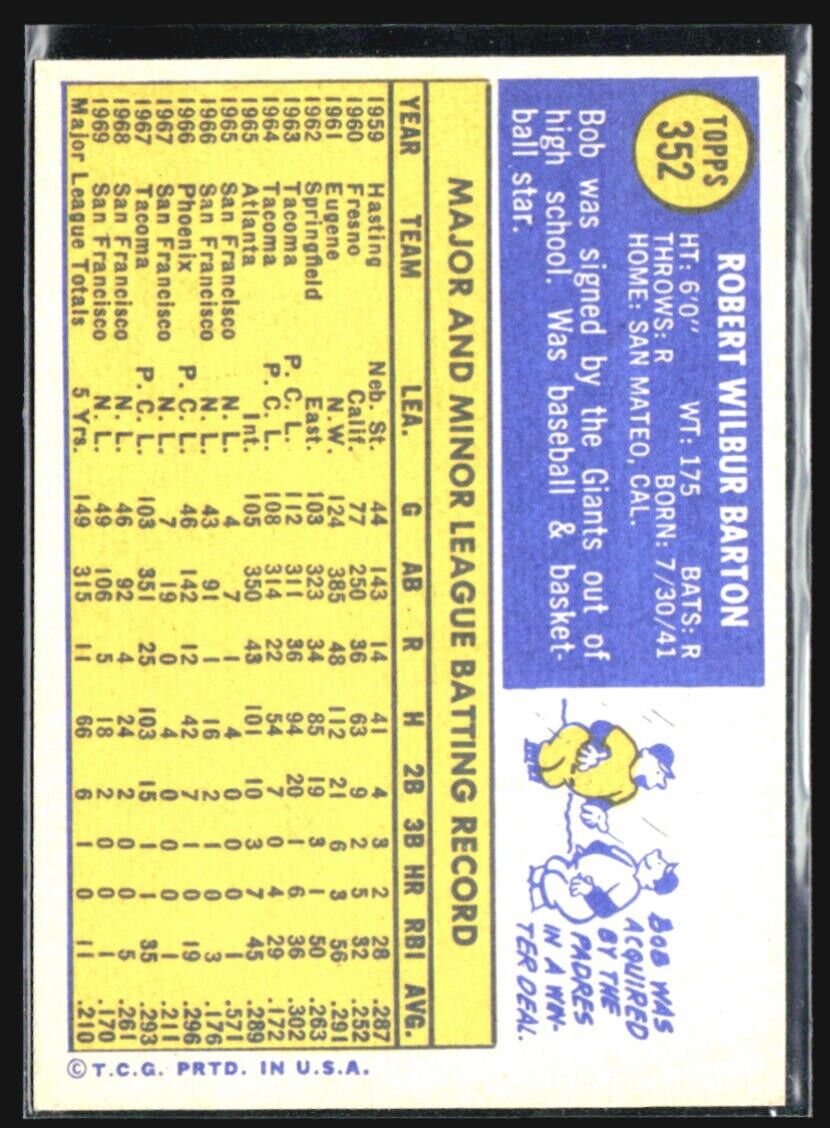 TOPPS
352
ROBERT WILBUR BARTON
HT: 6'0" WT: 175 BATS: R
THROWS: R BORN: 7/30/41
HOME: SAN MATEO, CAL.
Bob was signed by the Giants out of
high school. Was baseball & basket-
ball star.
BOB WAS
ACQUIRED
BY THE
PADRES
IN A WIN-
TER DEAL.
MAJOR AND MINOR LEAGUE BATTING RECORD
YEAR TEAM LEA. G AB R H 2B 3B HR RBI AVG.
1959 Hasting Neb. St. 44 143 14 41 4 3 2 28 .287
1960 Fresno Calif. 77 250 36 63 9 2 5 32 .252
1961 Eugene N.W. 124 385 48 112 21 6 3 56 .291
1962 Springfield East. 103 323 34 85 19 3 1 50 .263
1963 Tacoma P.C.L. 112 311 36 94 20 1 6 36 .302
1964 Tacoma P.C.L. 108 314 22 54 7 0 4 29 .172
1965 Atlanta Int. 105 350 43 101 10 3 7 45 .289
1965 San Francisco N.L. 4 7 1 4 0 0 0 1 .571
1966 San Francisco N.L. 43 91 1 16 2 1 0 3 .176
1966 Phoenix P.C.L. 46 142 12 42 7 1 1 19 .296
1967 San Francisco N.L. 7 19 0 4 0 0 0 1 .211
1967 Tacoma P.C.L. 103 351 25 103 15 1 1 35 .293
1968 San Francisco N.L. 46 92 4 24 2 0 0 5 .261
1969 San Francisco N.L. 49 106 5 18 2 0 0 1 .170
Major League Totals 5 Yrs. 149 315 11 66 6 1 0 11 .210
© T.C.G. PRTD. IN U.S.A.